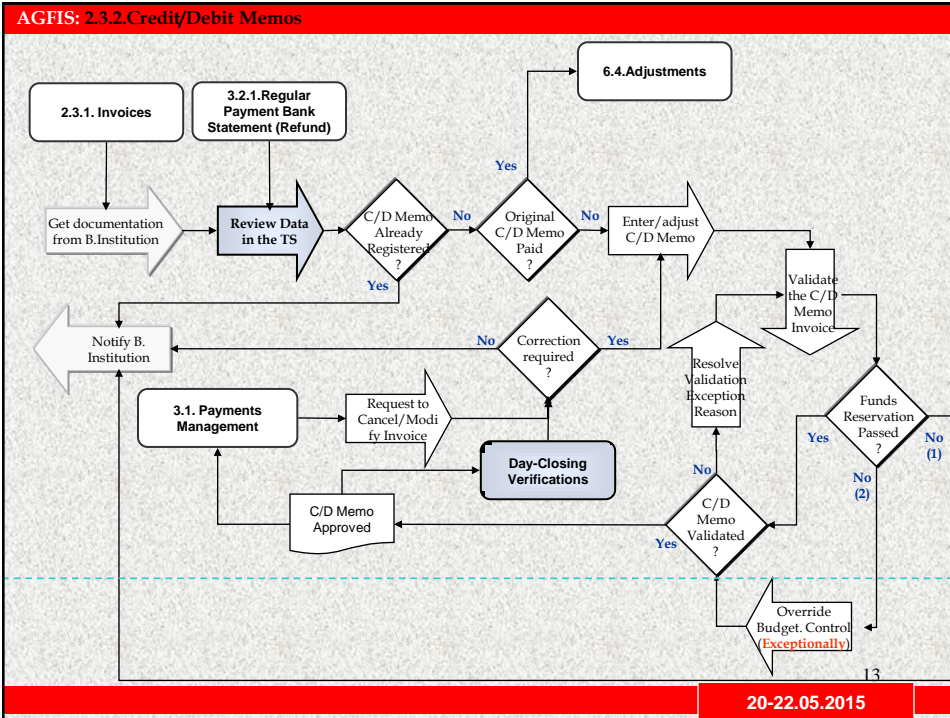 AGFIS: 2.3.2.Credit/Debit Memos
6.4.Adjustments
2.3.1. Invoices
3.2.1.Regular
Payment Bank
Statement (Refund)
Yes
Get documentation
from B.Institution
Review Data
in the TS
C/D Memo
Already
Registered
?
No
Original
C/D Memo
Paid
?
No
Enter/adjust
C/D Memo
Yes
Validate
the C/D
Memo
Invoice
Notify B.
Institution
No
Correction
required
?
Yes
Resolve
Validation
Exception
Reason
3.1. Payments
Management
Request to
Cancel/Modi
fy Invoice
Funds
Reservation
Passed
?
Yes
No
(1)
No
(2)
Day-Closing
Verifications
No
C/D Memo
Approved
C/D
Memo
Validated
?
Yes
Override
Budget. Control
(Exceptionally)
13
20-22.05.2015